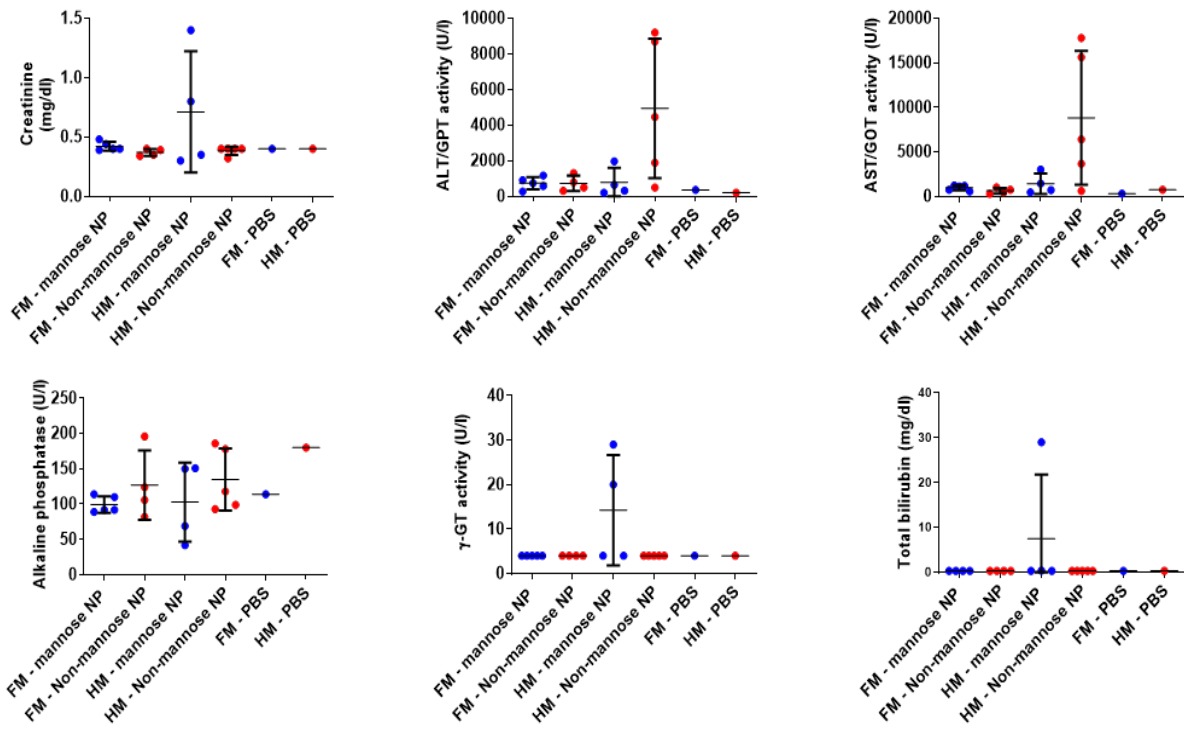 Creatinine
(mg/dl)
1.5
1.0
0.5
0.0
FM - mannose NP
FM - Non-mannose NP
HM - mannose NP
HM - Non-mannose NP
FM - PBS
HM - PBS
ALT/GPT activity (U/l)
10000
8000
6000
4000
2000
0
FM - mannose NP
FM - Non-mannose NP
HM - mannose NP
HM - Non-mannose NP
FM - PBS
HM - PBS
AST/GOT activity (U/l)
20000
15000
10000
5000
0
FM - mannose NP
FM - Non-mannose NP
HM - mannose NP
HM - Non-mannose NP
FM - PBS
HM - PBS
Alkaline phosphatase (U/l)
250
200
150
100
50
0
FM - mannose NP
FM - Non-mannose NP
HM - mannose NP
HM - Non-mannose NP
FM - PBS
HM - PBS
γ-GT activity (U/l)
40
30
20
10
0
FM - mannose NP
FM - Non-mannose NP
HM - mannose NP
HM - Non-mannose NP
FM - PBS
HM - PBS
Total bilirubin (mg/dl)
40
30
20
10
0
FM - mannose NP
FM - Non-mannose NP
HM - mannose NP
HM - Non-mannose NP
FM - PBS
HM - PBS